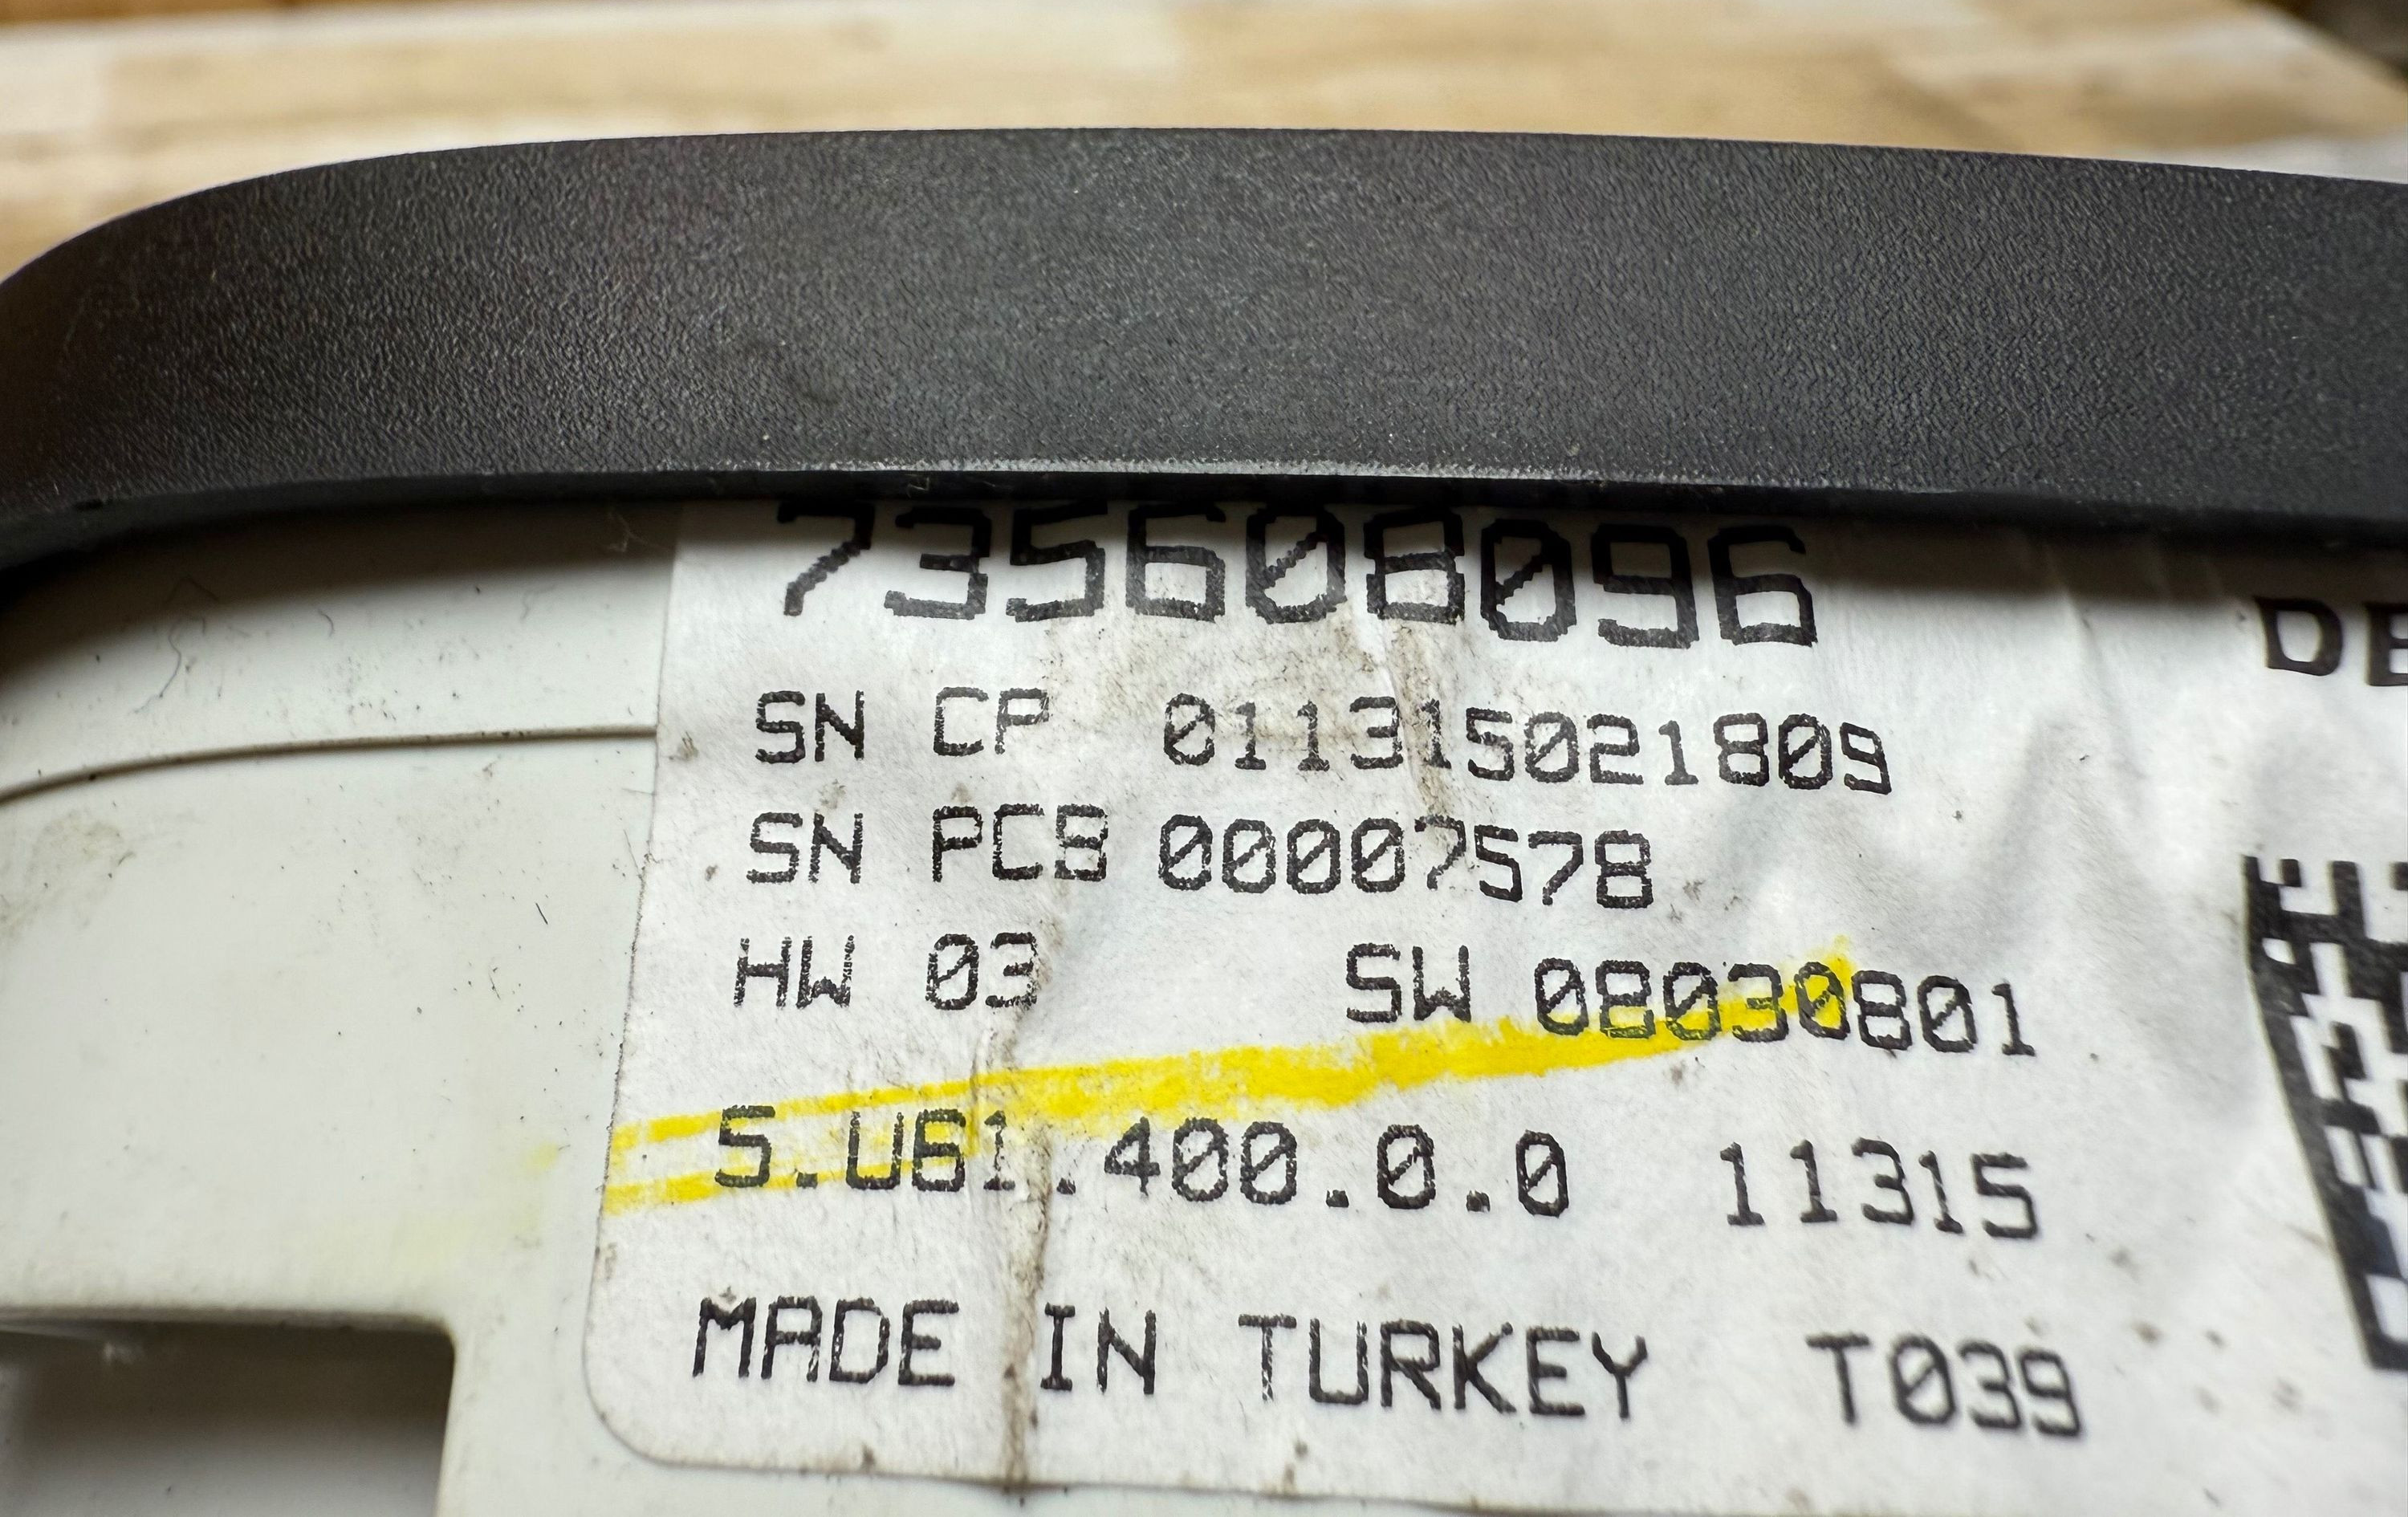 735608096
SN CP 011315021809
SN PCB 00007578
HW 03 SW 08030801
5.U61.400.0.0 11315
MADE IN TURKEY T039